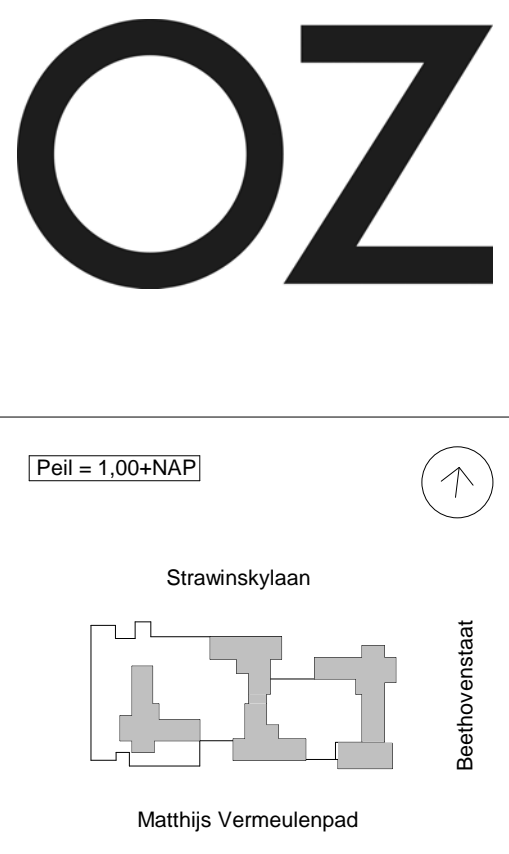 OZ
Peil = 1,00+NAP
Strawinskylaan
Beethovenstaat
Matthijs Vermeulenpad